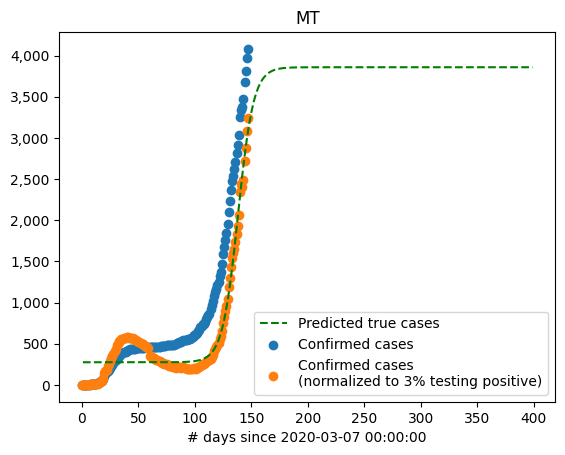 MT
4,000
3,500
3,000
2,500
2,000
1,500
1,000
500
0
0 50 100 150 200 250 300 350 400
# days since 2020-03-07 00:00:00
Predicted true cases
Confirmed cases
Confirmed cases
(normalized to 3% testing positive)